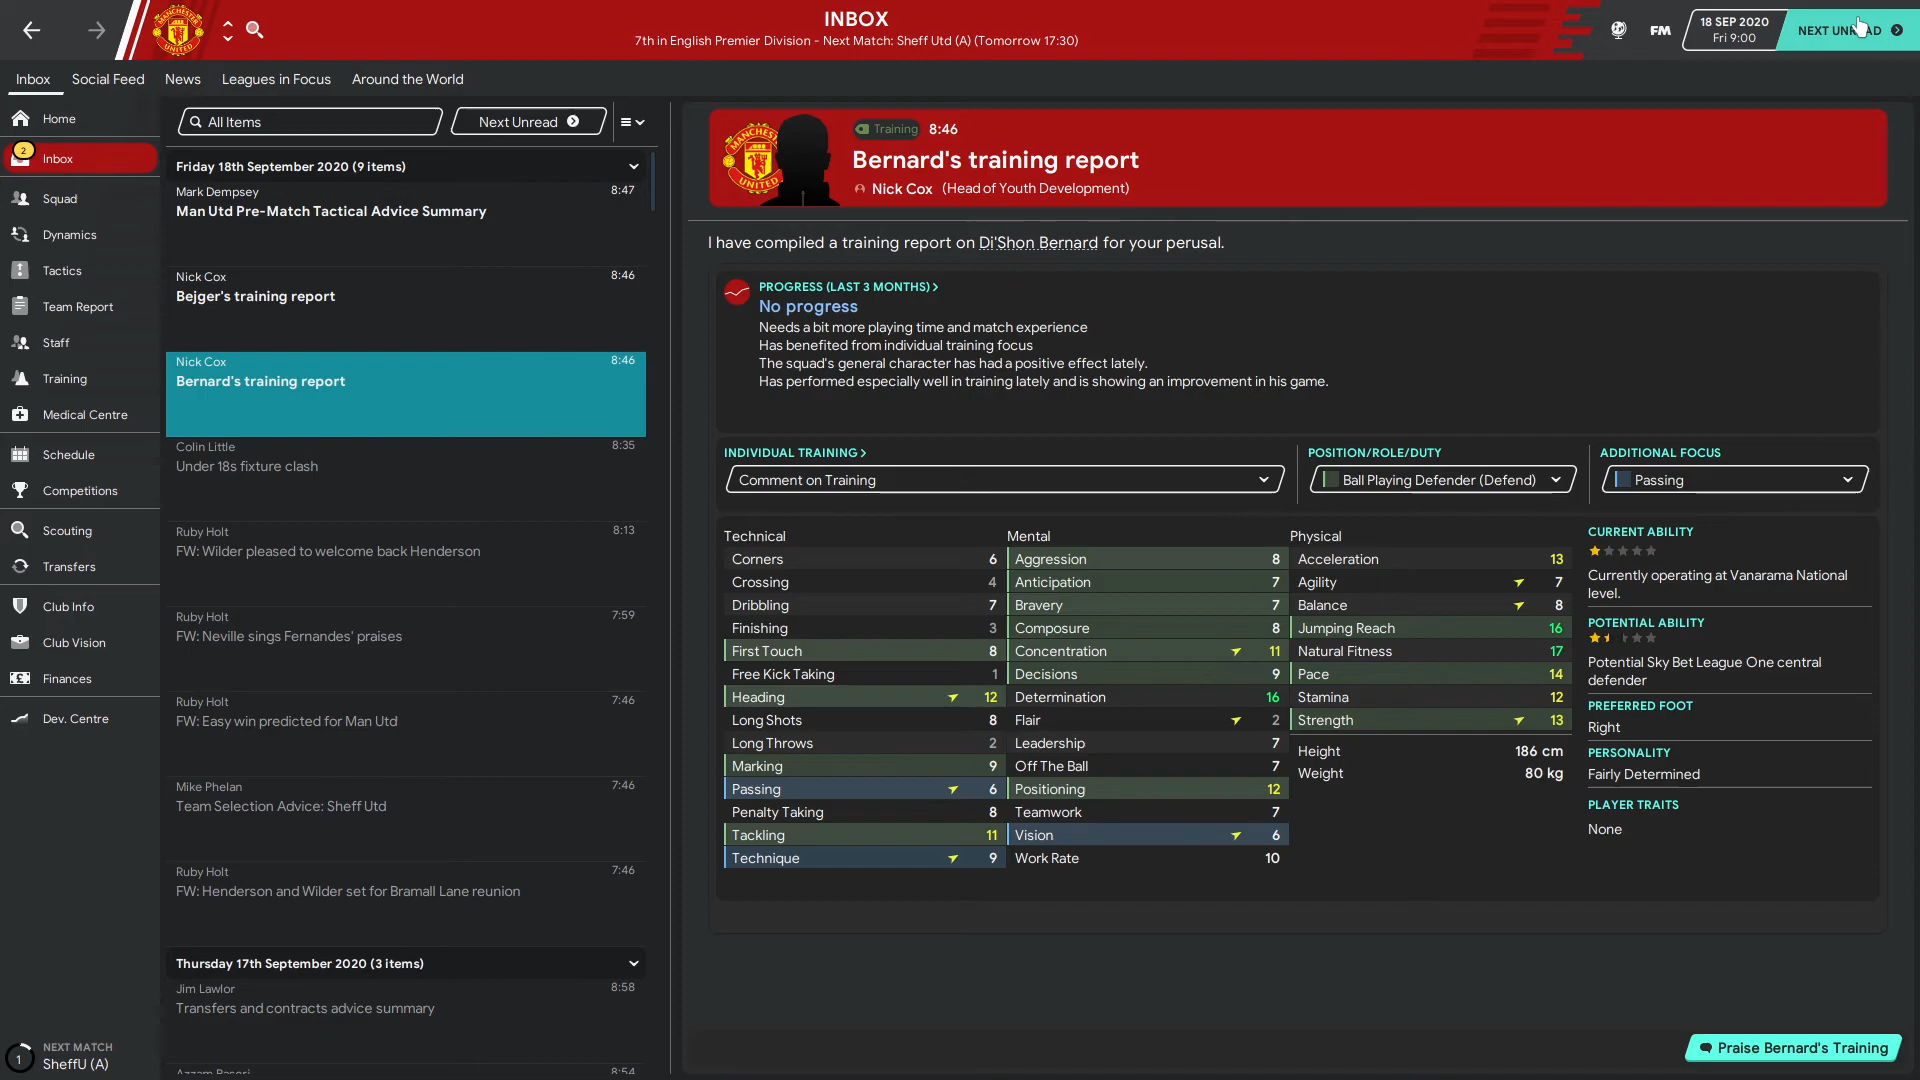 INBOX
7th in English Premier Division - Next Match: Sheff Utd (A) (Tomorrow 17:30)
FM
18 SEP 2020
Fri 9:00
NEXT UNREAD
Inbox
Social Feed
News
Leagues in Focus
Around the World
Home
2
Inbox
Squad
Dynamics
Tactics
Team Report
Staff
Training
Medical Centre
Schedule
Competitions
Scouting
Transfers
Club Info
Club Vision
Finances
Dev. Centre
1
NEXT MATCH
SheffU (A)
All Items
Next Unread
Friday 18th September 2020 (9 items)
Mark Dempsey 8:47
Man Utd Pre-Match Tactical Advice Summary
Nick Cox 8:46
Bejger's training report
Nick Cox 8:46
Bernard's training report
Colin Little 8:35
Under 18s fixture clash
Ruby Holt 8:13
FW: Wilder pleased to welcome back Henderson
Ruby Holt 7:59
FW: Neville sings Fernandes' praises
Ruby Holt 7:46
FW: Easy win predicted for Man Utd
Mike Phelan 7:46
Team Selection Advice: Sheff Utd
Ruby Holt 7:46
FW: Henderson and Wilder set for Bramall Lane reunion
Thursday 17th September 2020 (3 items)
Jim Lawlor 8:58
Transfers and contracts advice summary
8:54
MANCHESTER
UNITED
Training 8:46
Bernard's training report
Nick Cox (Head of Youth Development)
I have compiled a training report on Di'Shon Bernard for your perusal.
PROGRESS (LAST 3 MONTHS) >
No progress
Needs a bit more playing time and match experience
Has benefited from individual training focus
The squad's general character has had a positive effect lately.
Has performed especially well in training lately and is showing an improvement in his game.
INDIVIDUAL TRAINING >
Comment on Training
POSITION/ROLE/DUTY
Ball Playing Defender (Defend)
ADDITIONAL FOCUS
Passing
Technical
Corners 6
Crossing 4
Dribbling 7
Finishing 3
First Touch 8
Free Kick Taking 1
Heading 12
Long Shots 8
Long Throws 2
Marking 9
Passing 6
Penalty Taking 8
Tackling 11
Technique 9
Mental
Aggression 8
Anticipation 7
Bravery 7
Composure 8
Concentration 11
Decisions 9
Determination 16
Flair 2
Leadership 7
Off The Ball 7
Positioning 12
Teamwork 7
Vision 6
Work Rate 10
Physical
Acceleration 13
Agility 7
Balance 8
Jumping Reach 16
Natural Fitness 17
Pace 14
Stamina 12
Strength 13
Height 186 cm
Weight 80 kg
CURRENT ABILITY
Currently operating at Vanarama National
level.
POTENTIAL ABILITY
Potential Sky Bet League One central
defender
PREFERRED FOOT
Right
PERSONALITY
Fairly Determined
PLAYER TRAITS
None
Praise Bernard's Training